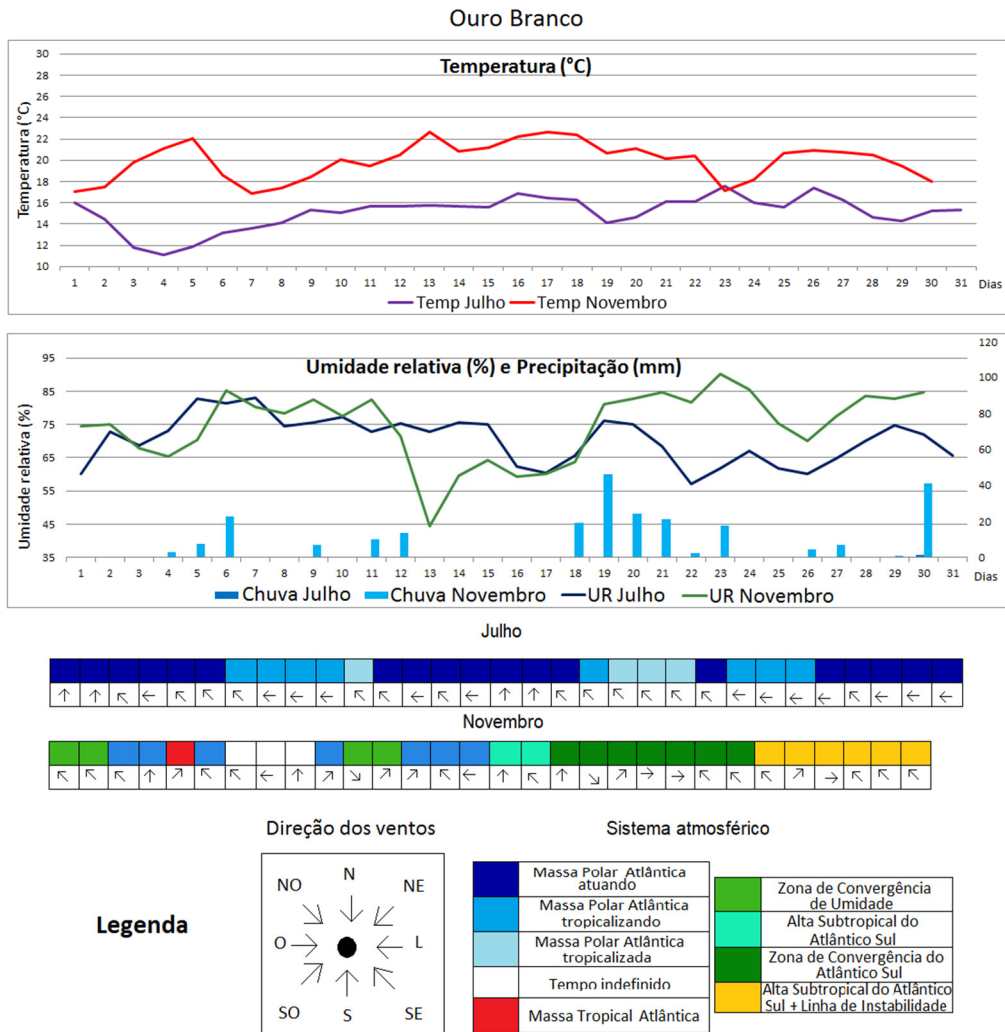 Ouro Branco
Temperatura (°C)
Temperatura (°C)
30
28
26
24
22
20
18
16
14
12
10
1 2 3 4 5 6 7 8 9 10 11 12 13 14 15 16 17 18 19 20 21 22 23 24 25 26 27 28 29 30 31 Dias
Temp Julho Temp Novembro
Umidade relativa (%) e Precipitação (mm)
Umidade relativa (%)
95
85
75
65
55
45
35
120
100
80
60
40
20
0
1 2 3 4 5 6 7 8 9 10 11 12 13 14 15 16 17 18 19 20 21 22 23 24 25 26 27 28 29 30 31 Dias
Chuva Julho Chuva Novembro UR Julho UR Novembro
Julho
Novembro
Legenda
Direção dos ventos
N
NO NE
O L
SO S SE
Sistema atmosférico
Massa Polar Atlântica
atuando
Massa Polar Atlântica
tropicalizando
Massa Polar Atlântica
tropicalizada
Tempo indefinido
Massa Tropical Atlântica
Zona de Convergência
de Umidade
Alta Subtropical do
Atlântico Sul
Zona de Convergência do
Atlântico Sul
Alta Subtropical do Atlântico
Sul + Linha de Instabilidade